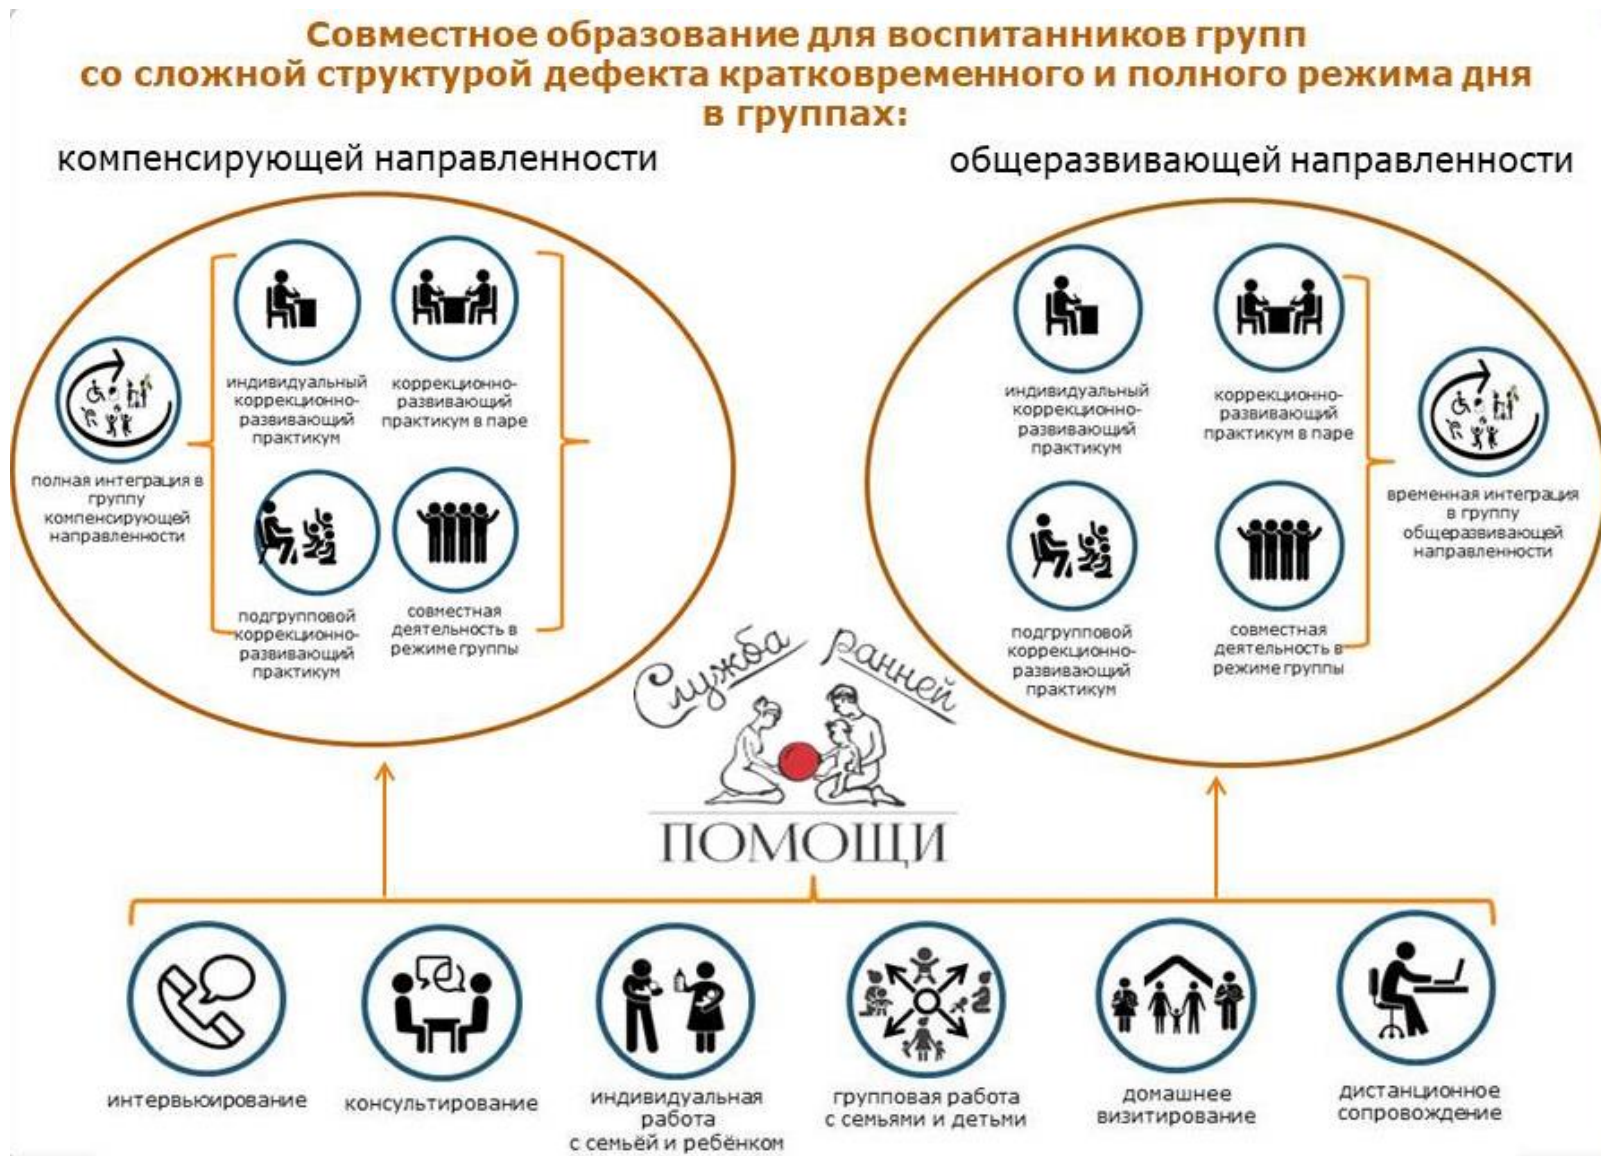 Совместное образование для воспитанников групп
со сложной структурой дефекта кратковременного и полного режима дня
в группах:
компенсирующей направленности
общеразвивающей направленности
индивидуальный
коррекционно-
развивающий
практикум
коррекционно-
развивающий
практикум в паре
полная интеграция в
группу
компенсирующей
направленности
подгрупповой
коррекционно-
развивающий
практикум
совместная
деятельность в
режиме группы
индивидуальный
коррекционно-
развивающий
практикум
коррекционно-
развивающий
практикум в паре
временная интеграция
в группу
общеразвивающей
направленности
подгрупповой
коррекционно-
развивающий
практикум
совместная
деятельность в
режиме группы
Служба ранней
ПОМОЩИ
интервьюирование
консультирование
индивидуальная
работа
с семьёй и ребёнком
групповая работа
с семьями и детьми
домашнее
визитирование
дистанционное
сопровождение